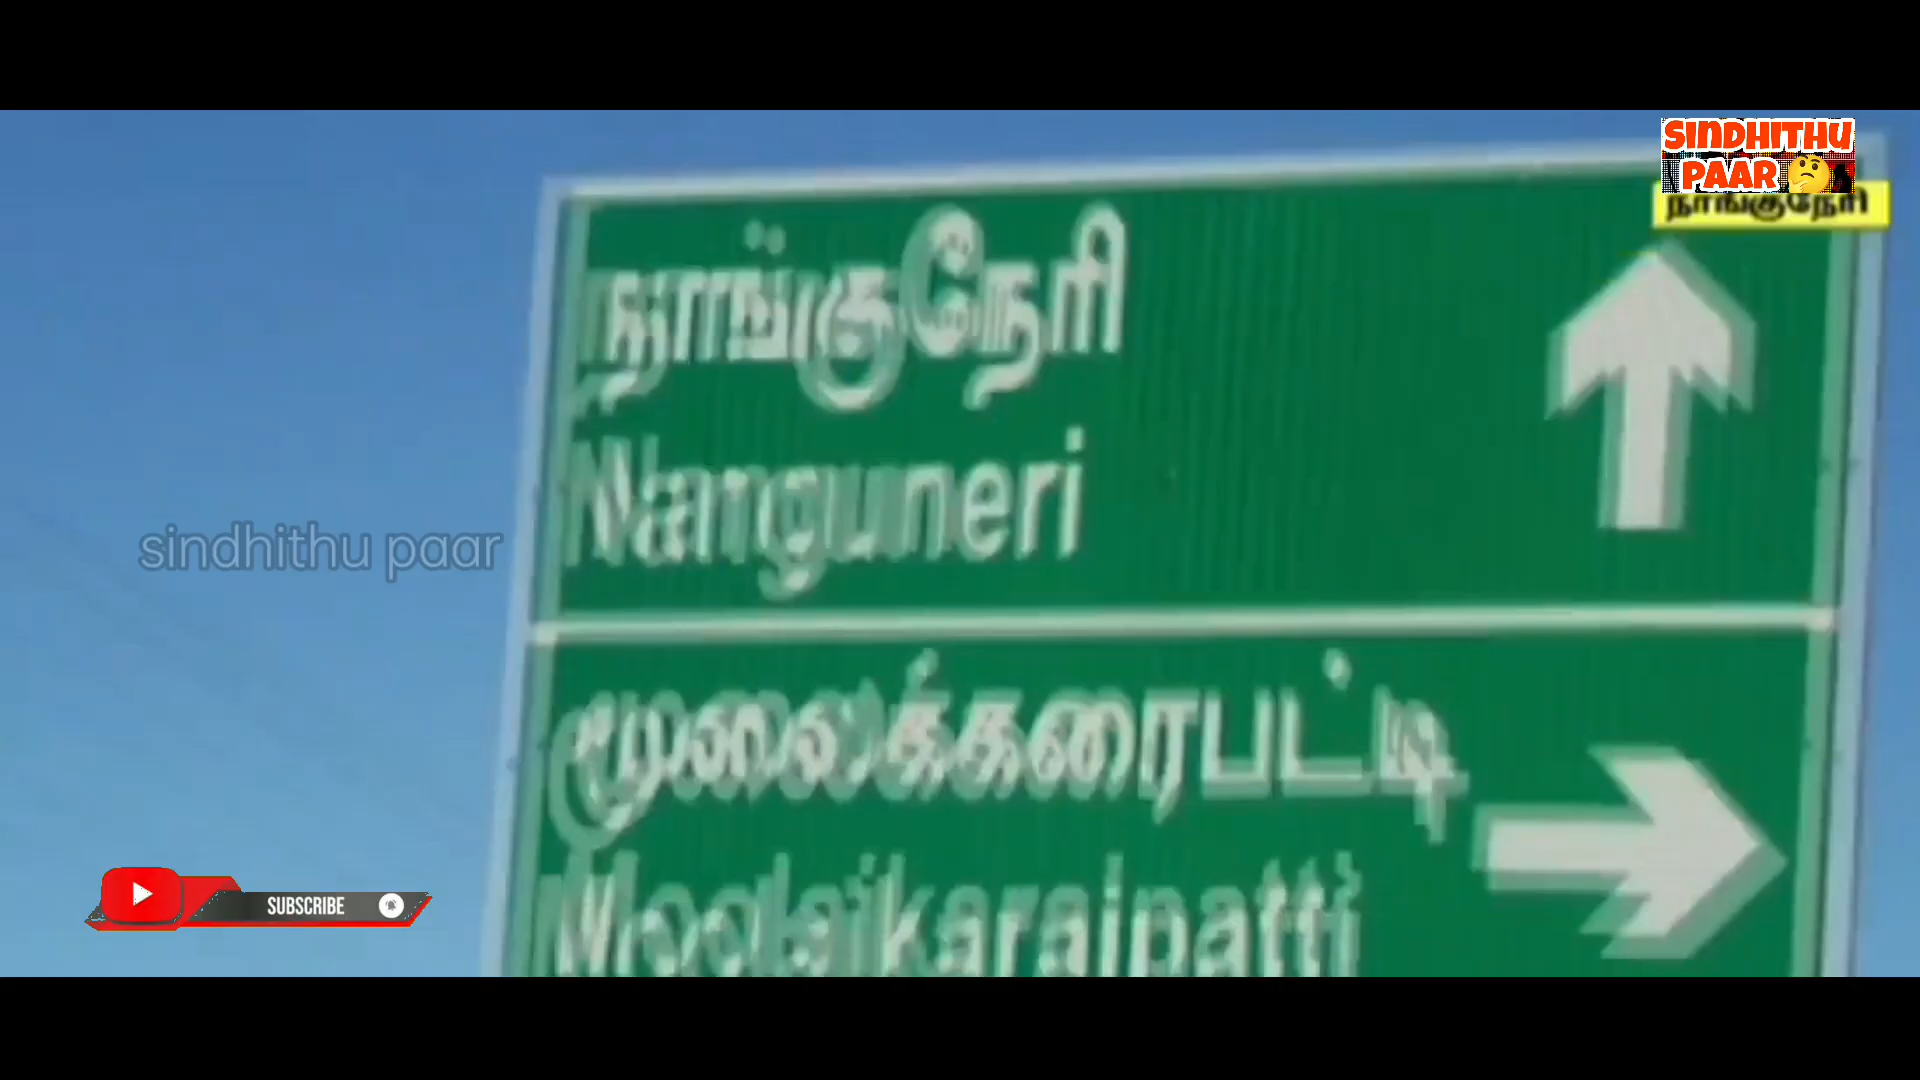 SINDHITHU
PAAR
நாங்குநேரி
நாங்குநேரி
Nanguneri
sindhithu paar
மூலைக்கரைபட்டி
Moolaikaraipatti
SUBSCRIBE